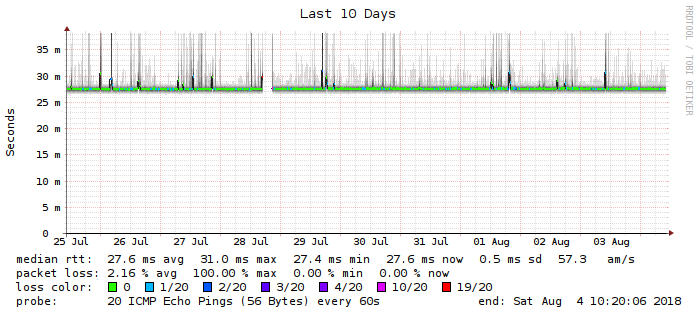 Last 10 Days
RRDTOOL / TOBI OETIKER
Seconds
35 m
30 m
25 m
20 m
15 m
10 m
5 m
0
25 Jul 26 Jul 27 Jul 28 Jul 29 Jul 30 Jul 31 Jul 01 Aug 02 Aug 03 Aug
median rtt: 27.6 ms avg 31.0 ms max 27.4 ms min 27.6 ms now 0.5 ms sd 57.3 am/s
packet loss: 2.16 % avg 100.00 % max 0.00 % min 0.00 % now
loss color: 0 1/20 2/20 3/20 4/20 10/20 19/20
probe: 20 ICMP Echo Pings (56 Bytes) every 60s end: Sat Aug 4 10:20:06 2018